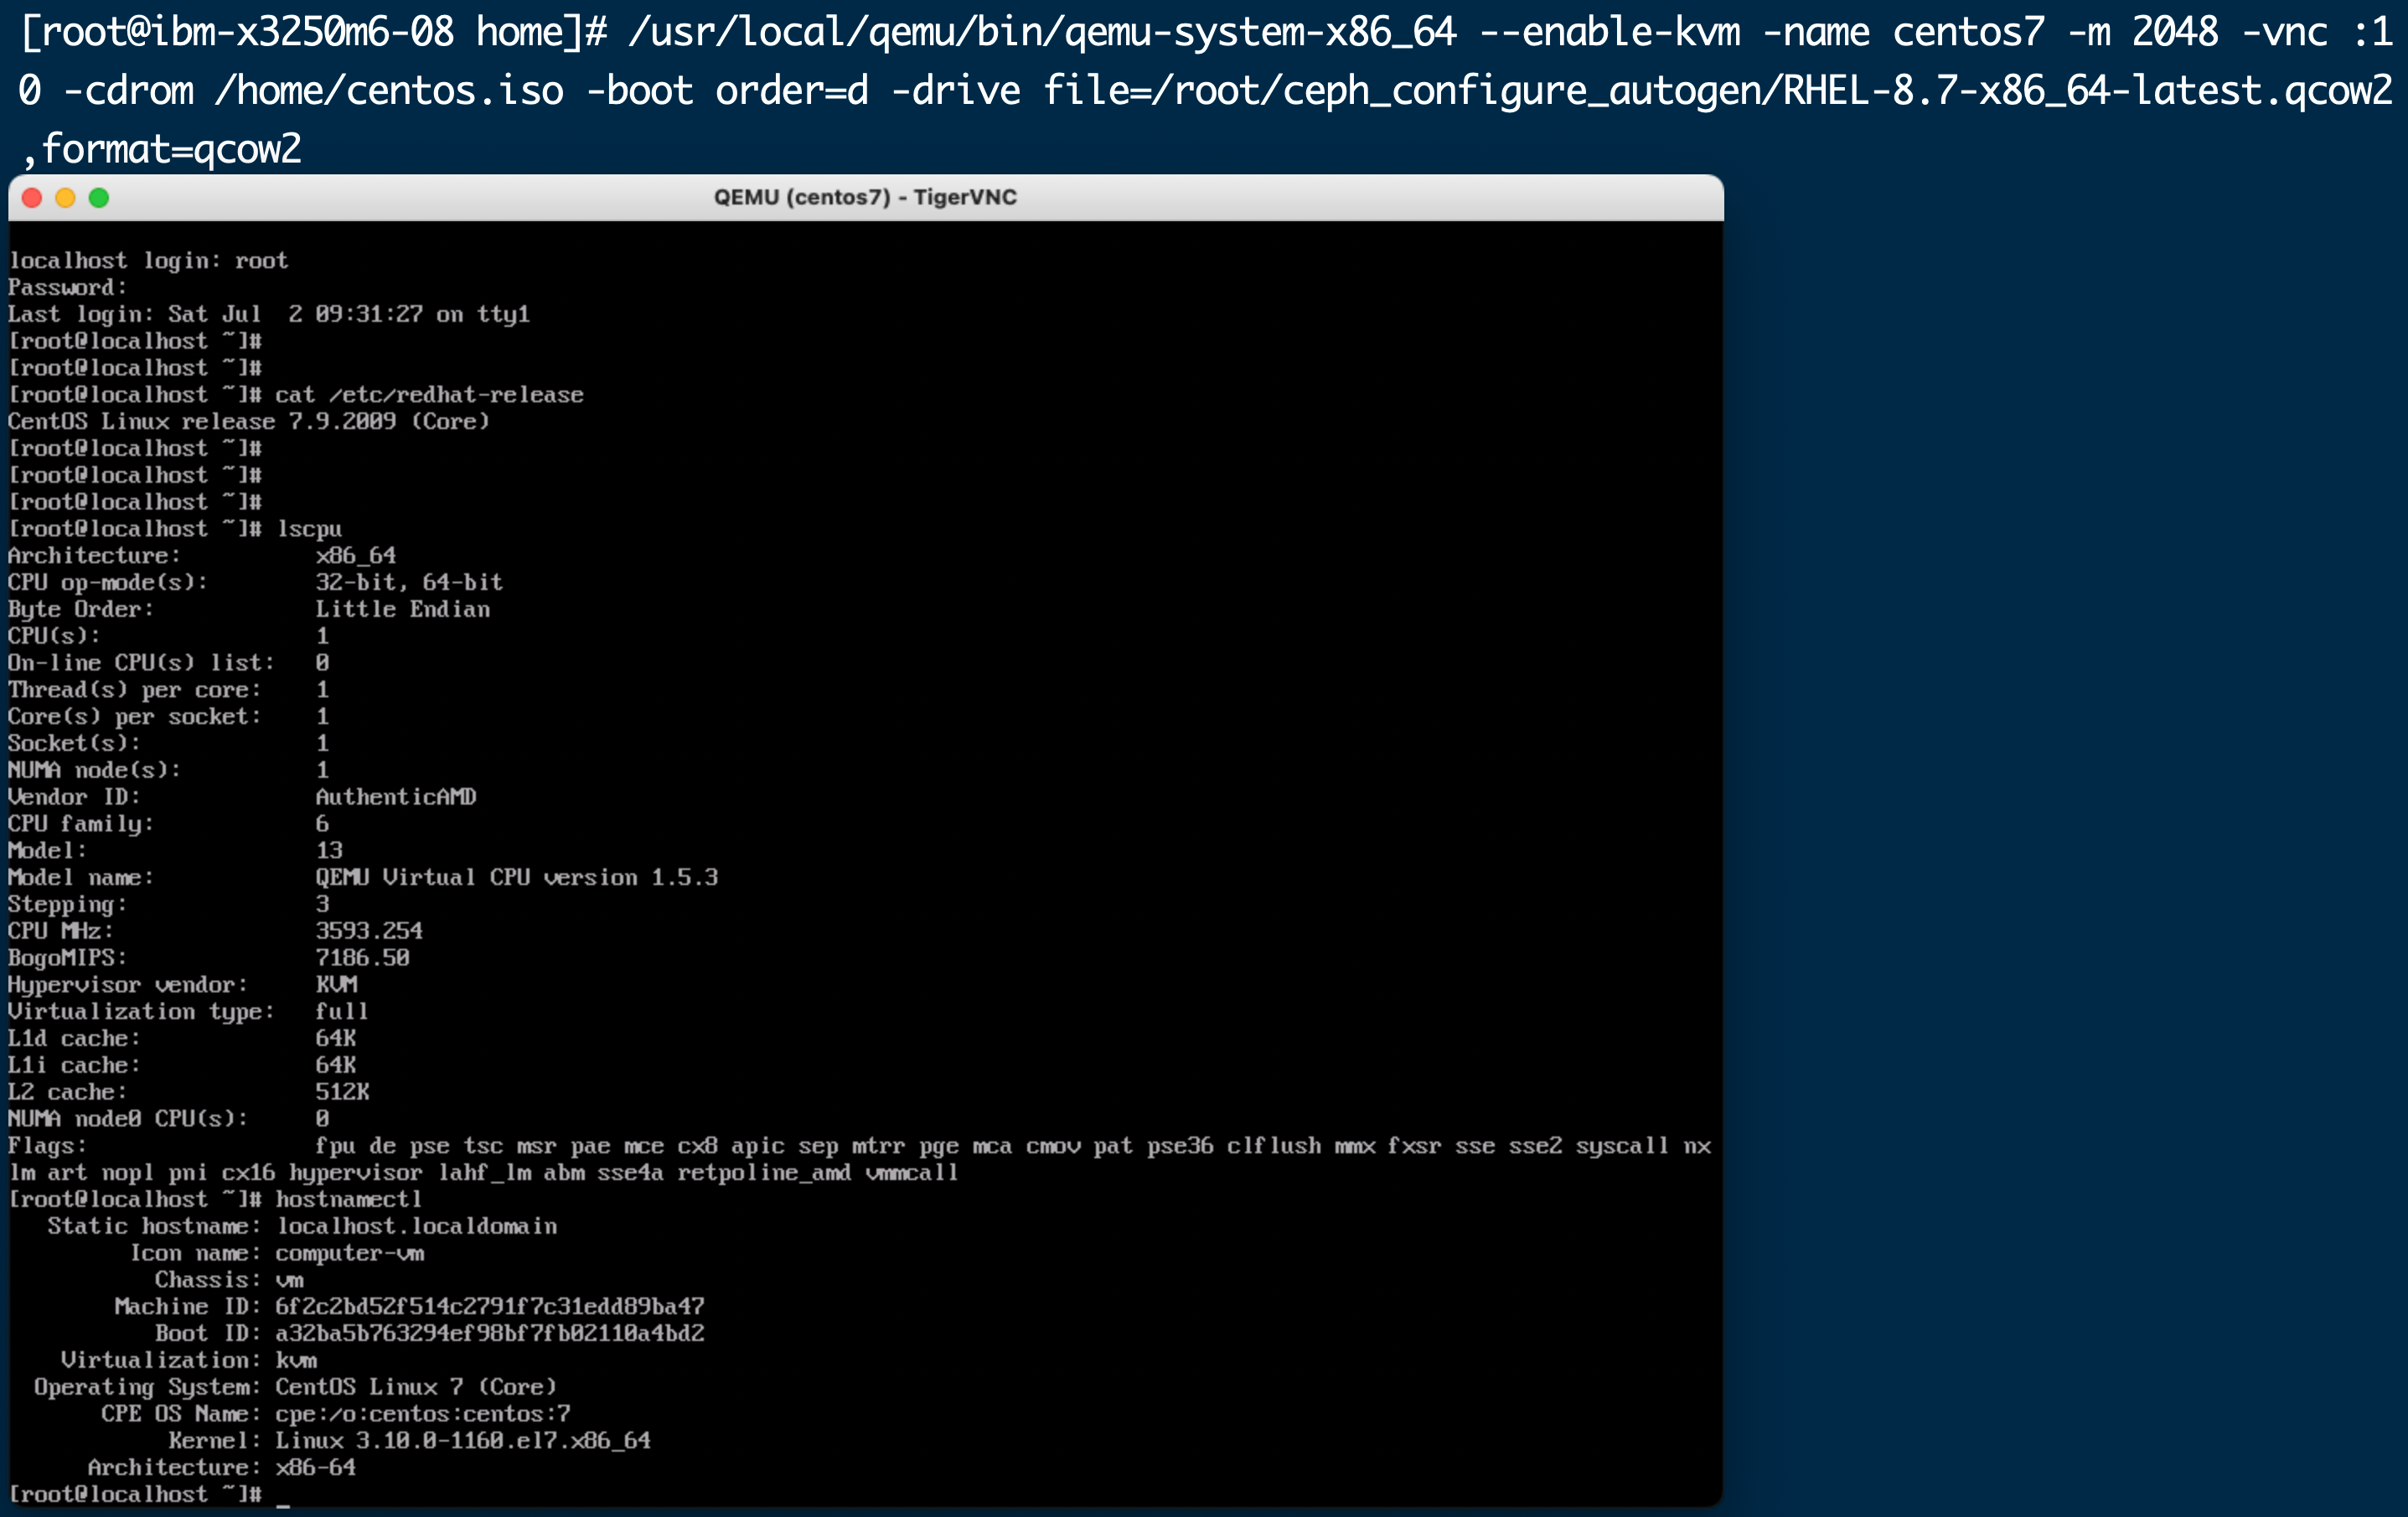 [root@ibm-x3250m6-08 home]# /usr/local/qemu/bin/qemu-system-x86_64 --enable-kvm -name centos7 -m 2048 -vnc :1
0 -cdrom /home/centos.iso -boot order=d -drive file=/root/ceph_configure_autogen/RHEL-8.7-x86_64-latest.qcow2
,format=qcow2
QEMU (centos7) - TigerVNC
localhost login: root
Password:
Last login: Sat Jul  2 09:31:27 on tty1
[root@localhost ~]#
[root@localhost ~]#
[root@localhost ~]# cat /etc/redhat-release
CentOS Linux release 7.9.2009 (Core)
[root@localhost ~]#
[root@localhost ~]#
[root@localhost ~]#
[root@localhost ~]# lscpu
Architecture:          x86_64
CPU op-mode(s):        32-bit, 64-bit
Byte Order:            Little Endian
CPU(s):                1
On-line CPU(s) list:   0
Thread(s) per core:    1
Core(s) per socket:    1
Socket(s):             1
NUMA node(s):          1
Vendor ID:             AuthenticAMD
CPU family:            6
Model:                 13
Model name:            QEMU Virtual CPU version 1.5.3
Stepping:              3
CPU MHz:               3593.254
BogoMIPS:              7186.50
Hypervisor vendor:     KVM
Virtualization type:   full
L1d cache:             64K
L1i cache:             64K
L2 cache:              512K
NUMA node0 CPU(s):     0
Flags:                 fpu de pse tsc msr pae mce cx8 apic sep mtrr pge mca cmov pat pse36 clflush mmx fxsr sse sse2 syscall nx
lm art nopl pni cx16 hypervisor lahf_lm abm sse4a retpoline_amd vmmcall
[root@localhost ~]# hostnamectl
   Static hostname: localhost.localdomain
         Icon name: computer-vm
           Chassis: vm
        Machine ID: 6f2c2bd52f514c2791f7c31edd89ba47
           Boot ID: a32ba5b763294ef98bf7fb02110a4bd2
    Virtualization: kvm
  Operating System: CentOS Linux 7 (Core)
       CPE OS Name: cpe:/o:centos:centos:7
            Kernel: Linux 3.10.0-1160.el7.x86_64
      Architecture: x86-64
[root@localhost ~]#